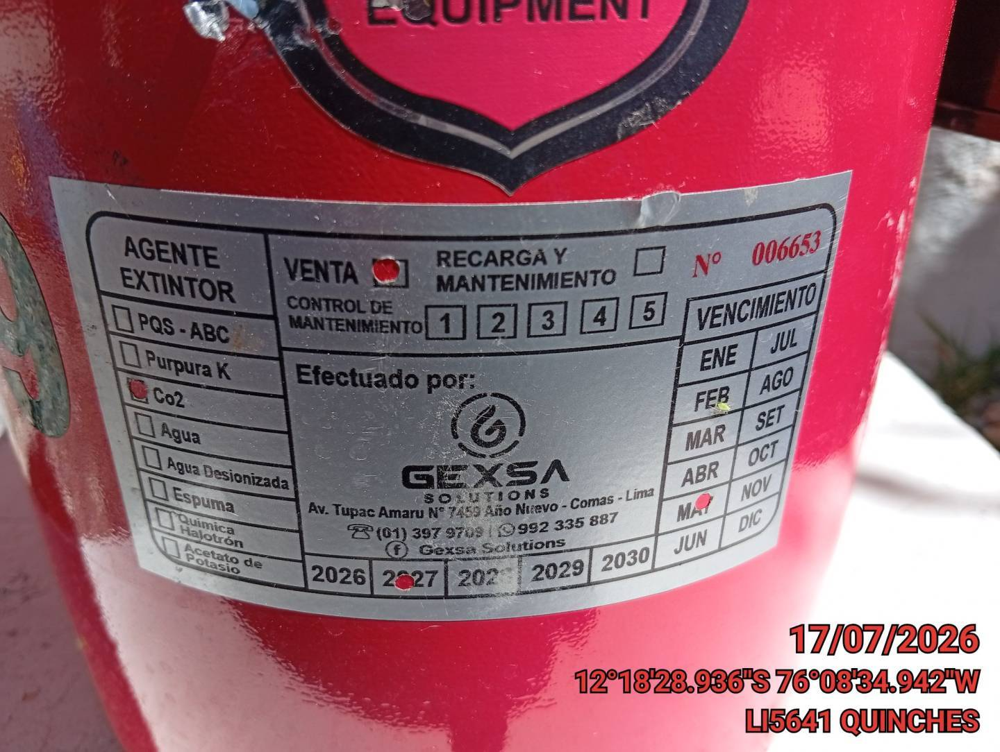 EQUIPMENT
AGENTE
EXTINTOR
PQS - ABC
Purpura K
Co2
Agua
Agua Desionizada
Espuma
Quimica
Halotrón
Acetato de
Potasio
VENTA
RECARGA Y
MANTENIMIENTO
Nº 006653
CONTROL DE
MANTENIMIENTO 1 2 3 4 5
Efectuado por:
GEXSA
SOLUTIONS
Av. Tupac Amaru Nº 7459 Año Nuevo - Comas - Lima
(01) 397 9709 | 992 335 887
Gexsa Solutions
2026 2027 2028 2029 2030
VENCIMIENTO
ENE JUL
FEB AGO
MAR SET
ABR OCT
MAY NOV
JUN DIC
9
17/07/2026
12°18'28.936"S 76°08'34.942"W
LI5641 QUINCHES